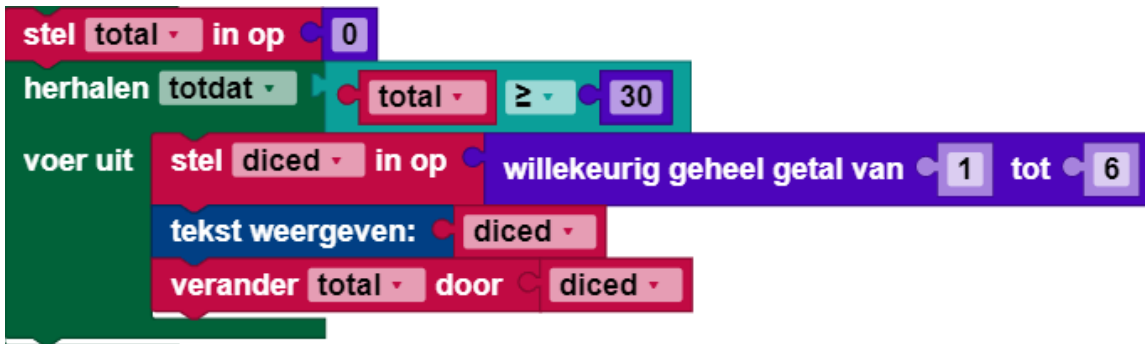 stel total in op 0
herhalen totdat total ≥ 30
voer uit stel diced in op willekeurig geheel getal van 1 tot 6
tekst weergeven: diced
verander total door diced